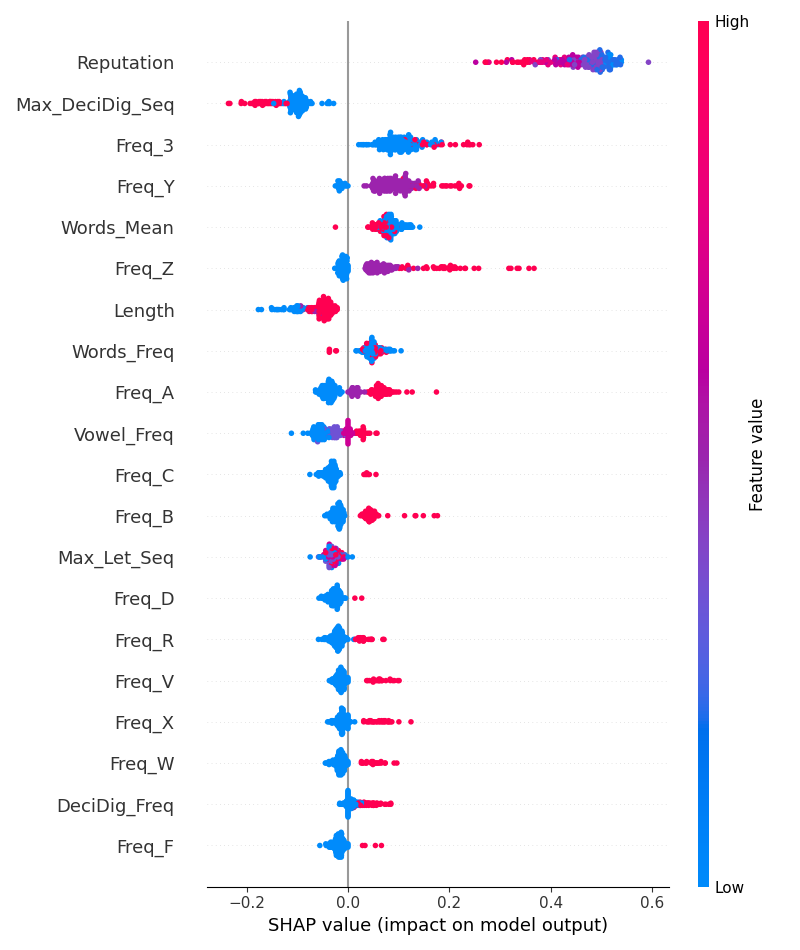 High
Reputation
Max_DeciDig_Seq
Freq_3
Freq_Y
Words_Mean
Freq_Z
Length
Words_Freq
Freq_A
Vowel_Freq
Freq_C
Freq_B
Max_Let_Seq
Freq_D
Freq_R
Freq_V
Freq_X
Freq_W
DeciDig_Freq
Freq_F
Feature value
Low
−0.2 0.0 0.2 0.4 0.6
SHAP value (impact on model output)